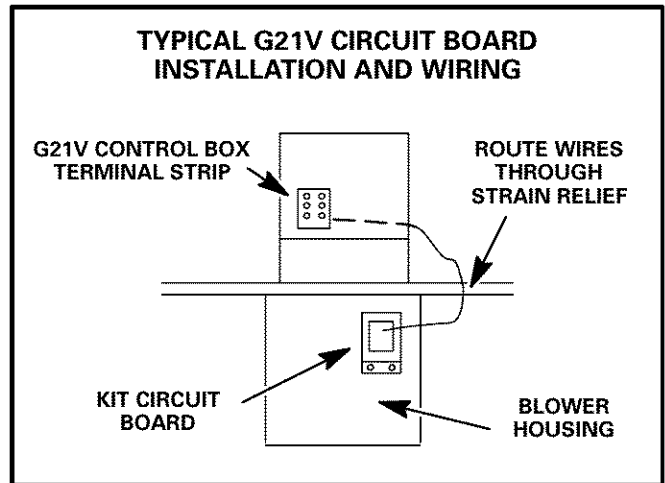 TYPICAL G21V CIRCUIT BOARD
INSTALLATION AND WIRING
G21V CONTROL BOX
TERMINAL STRIP
ROUTE WIRES
THROUGH
STRAIN RELIEF
KIT CIRCUIT
BOARD
BLOWER
HOUSING